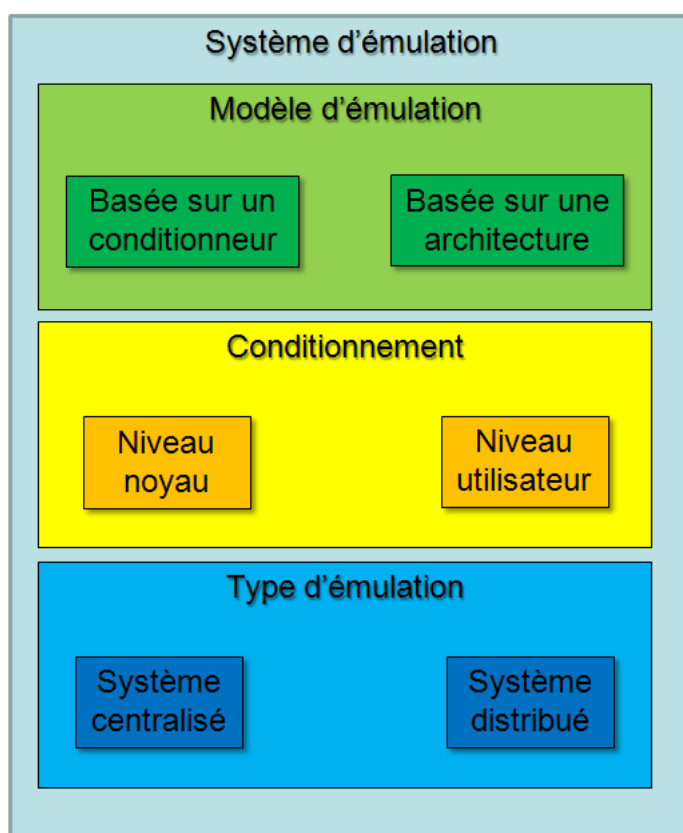 Système d'émulation
Modèle d'émulation
Basée sur un
conditionneur
Basée sur une
architecture
Conditionnement
Niveau
noyau
Niveau
utilisateur
Type d'émulation
Système
centralisé
Système
distribué